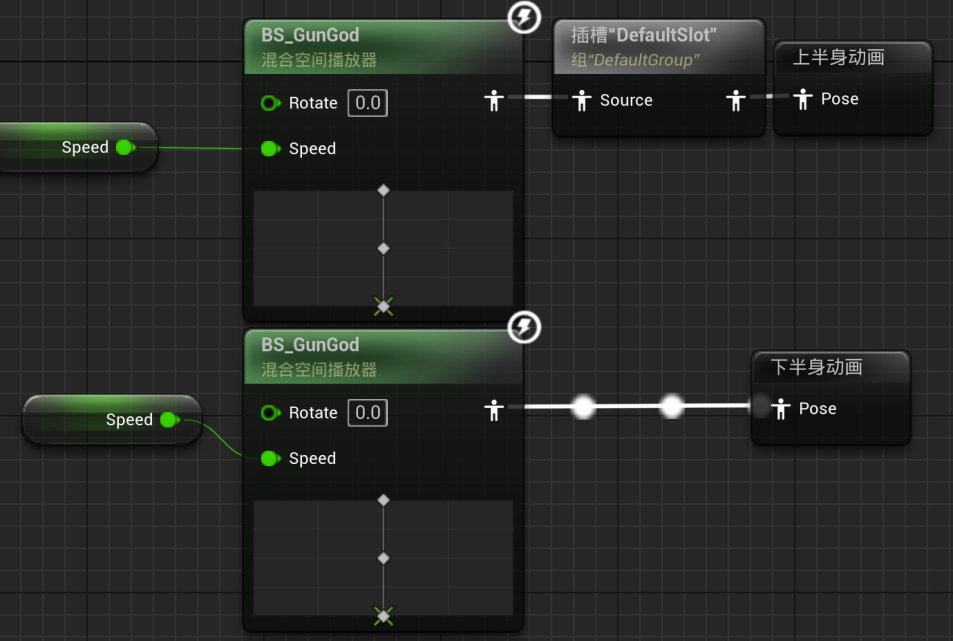 BS_GunGod
混合空间播放器
Rotate 0.0
Speed
Speed
插槽“DefaultSlot”
组“DefaultGroup”
Source
上半身动画
Pose
BS_GunGod
混合空间播放器
Rotate 0.0
Speed
Speed
下半身动画
Pose